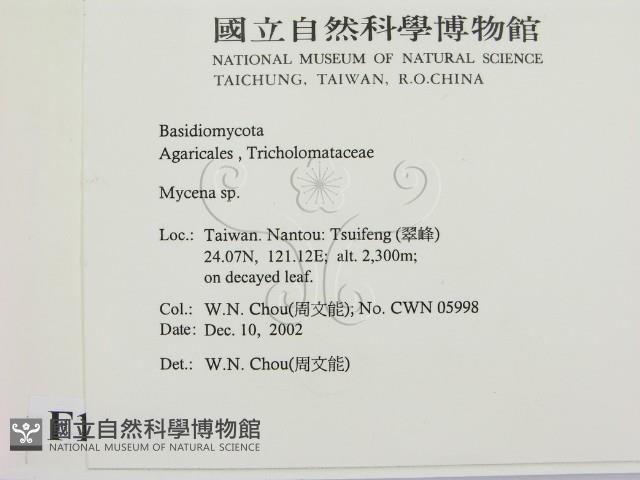 國立自然科學博物館
NATIONAL MUSEUM OF NATURAL SCIENCE
TAICHUNG, TAIWAN, R.O.CHINA
Basidiomycota
Agaricales , Tricholomataceae
Mycena sp.
Loc.: Taiwan. Nantou: Tsuifeng (翠峰)
24.07N, 121.12E; alt. 2,300m;
on decayed leaf.
Col.: W.N. Chou(周文能); No. CWN 05998
Date: Dec. 10, 2002
Det.: W.N. Chou(周文能)
F1
國立自然科學博物館
NATIONAL MUSEUM OF NATURAL SCIENCE